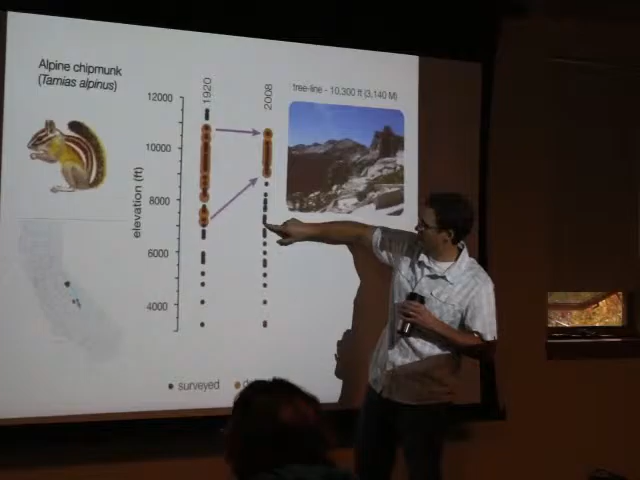 Alpine chipmunk
(Tamias alpinus)
1920
2008
tree-line - 10,300 ft (3,140 M)
elevation (ft)
12000
10000
8000
6000
4000
surveyed